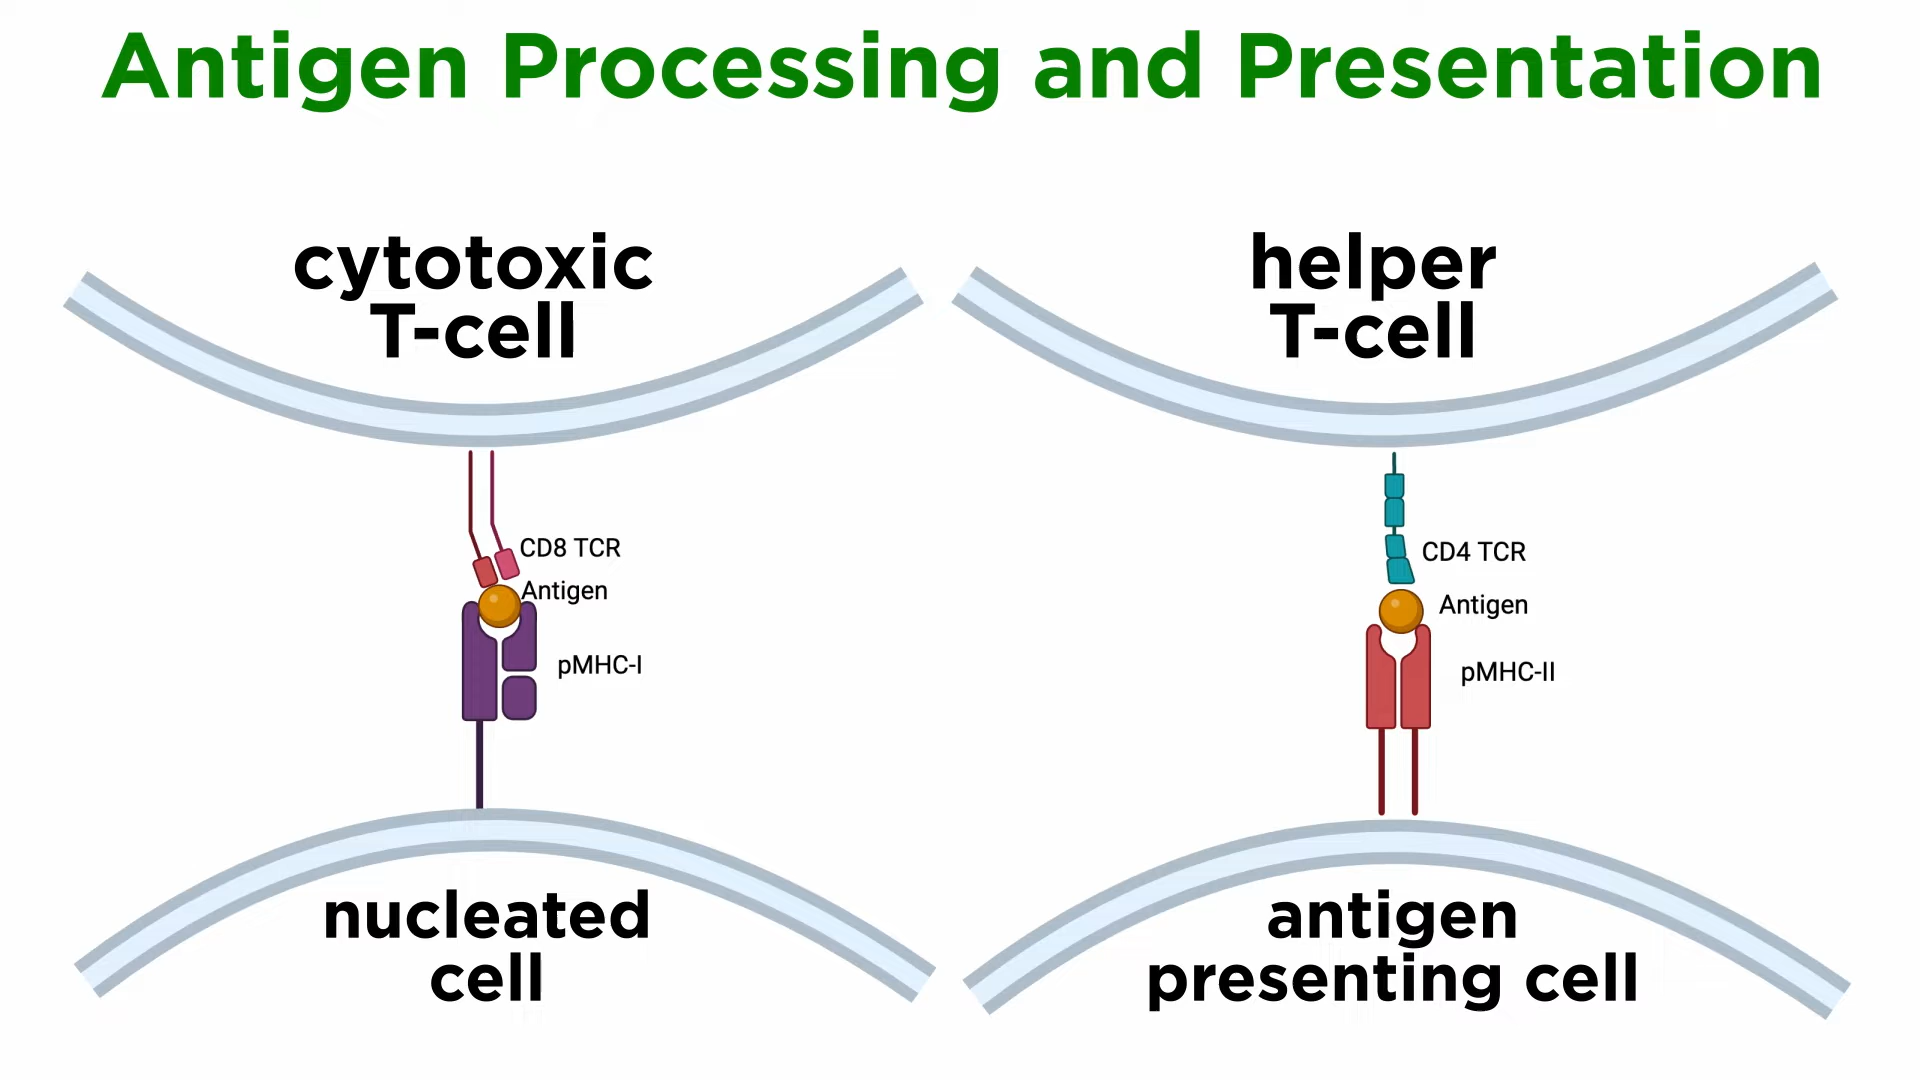 Antigen Processing and Presentation
cytotoxic
T-cell
CD8 TCR
Antigen
pMHC-I
nucleated
cell
helper
T-cell
CD4 TCR
Antigen
pMHC-II
antigen
presenting cell